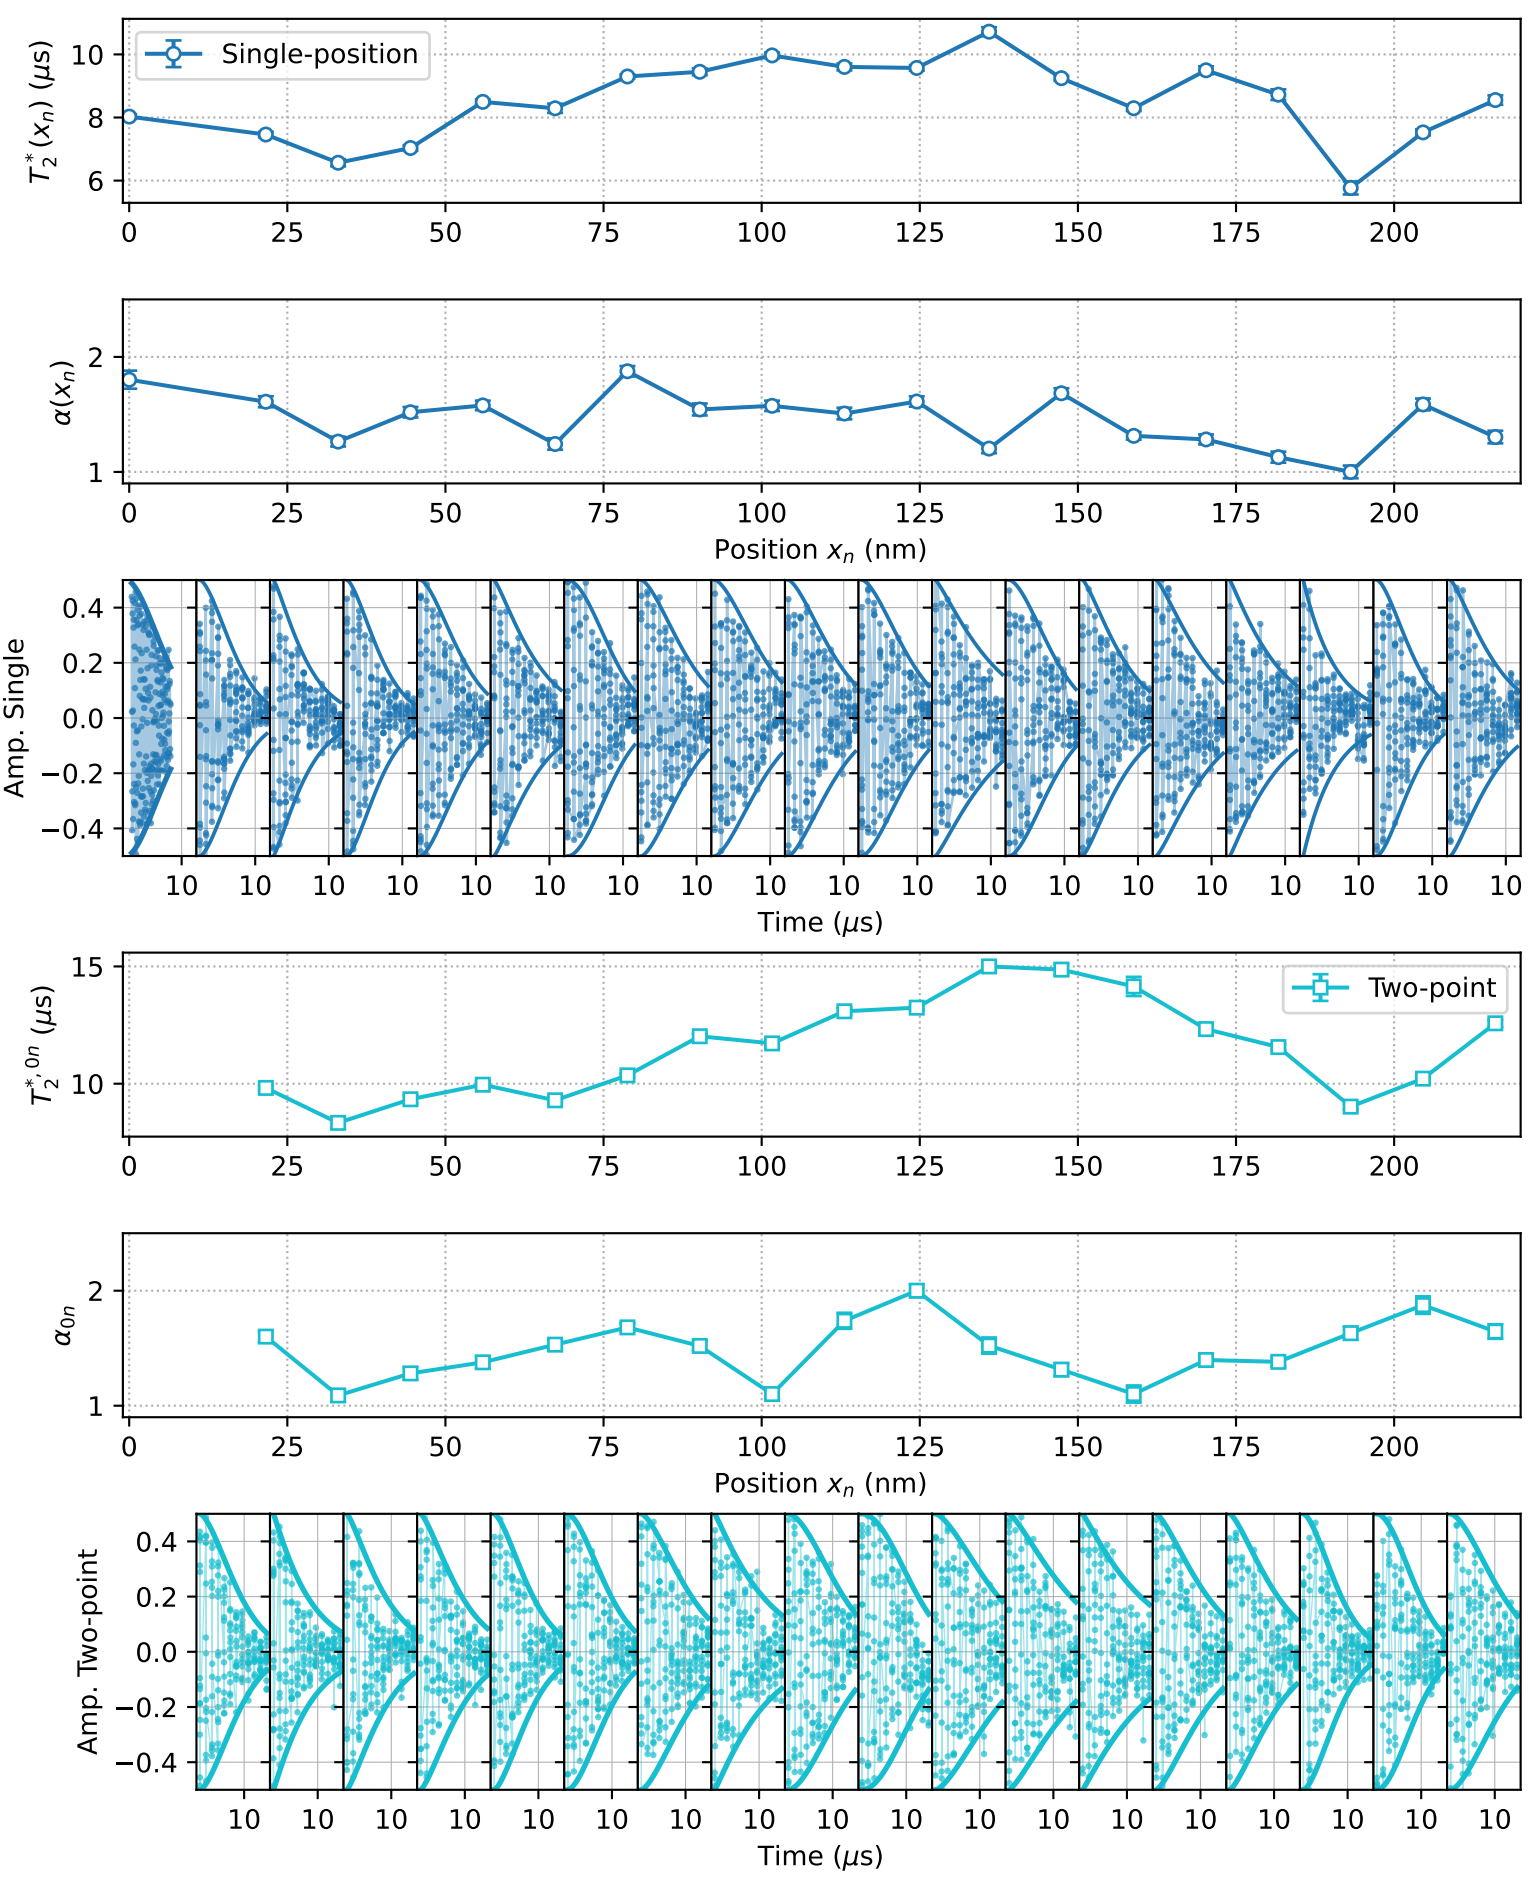 T₂*(xₙ) (μs)
10
8
6
Single-position
0 25 50 75 100 125 150 175 200
α(xₙ)
2
1
0 25 50 75 100 125 150 175 200
Position xₙ (nm)
Amp. Single
0.4
0.2
0.0
−0.2
−0.4
10 10 10 10 10 10 10 10 10 10 10 10 10 10 10 10 10 10 10
Time (μs)
T₂*,⁰ⁿ (μs)
15
10
Two-point
0 25 50 75 100 125 150 175 200
α₀ₙ
2
1
0 25 50 75 100 125 150 175 200
Position xₙ (nm)
Amp. Two-point
0.4
0.2
0.0
−0.2
−0.4
10 10 10 10 10 10 10 10 10 10 10 10 10 10 10 10 10 10
Time (μs)